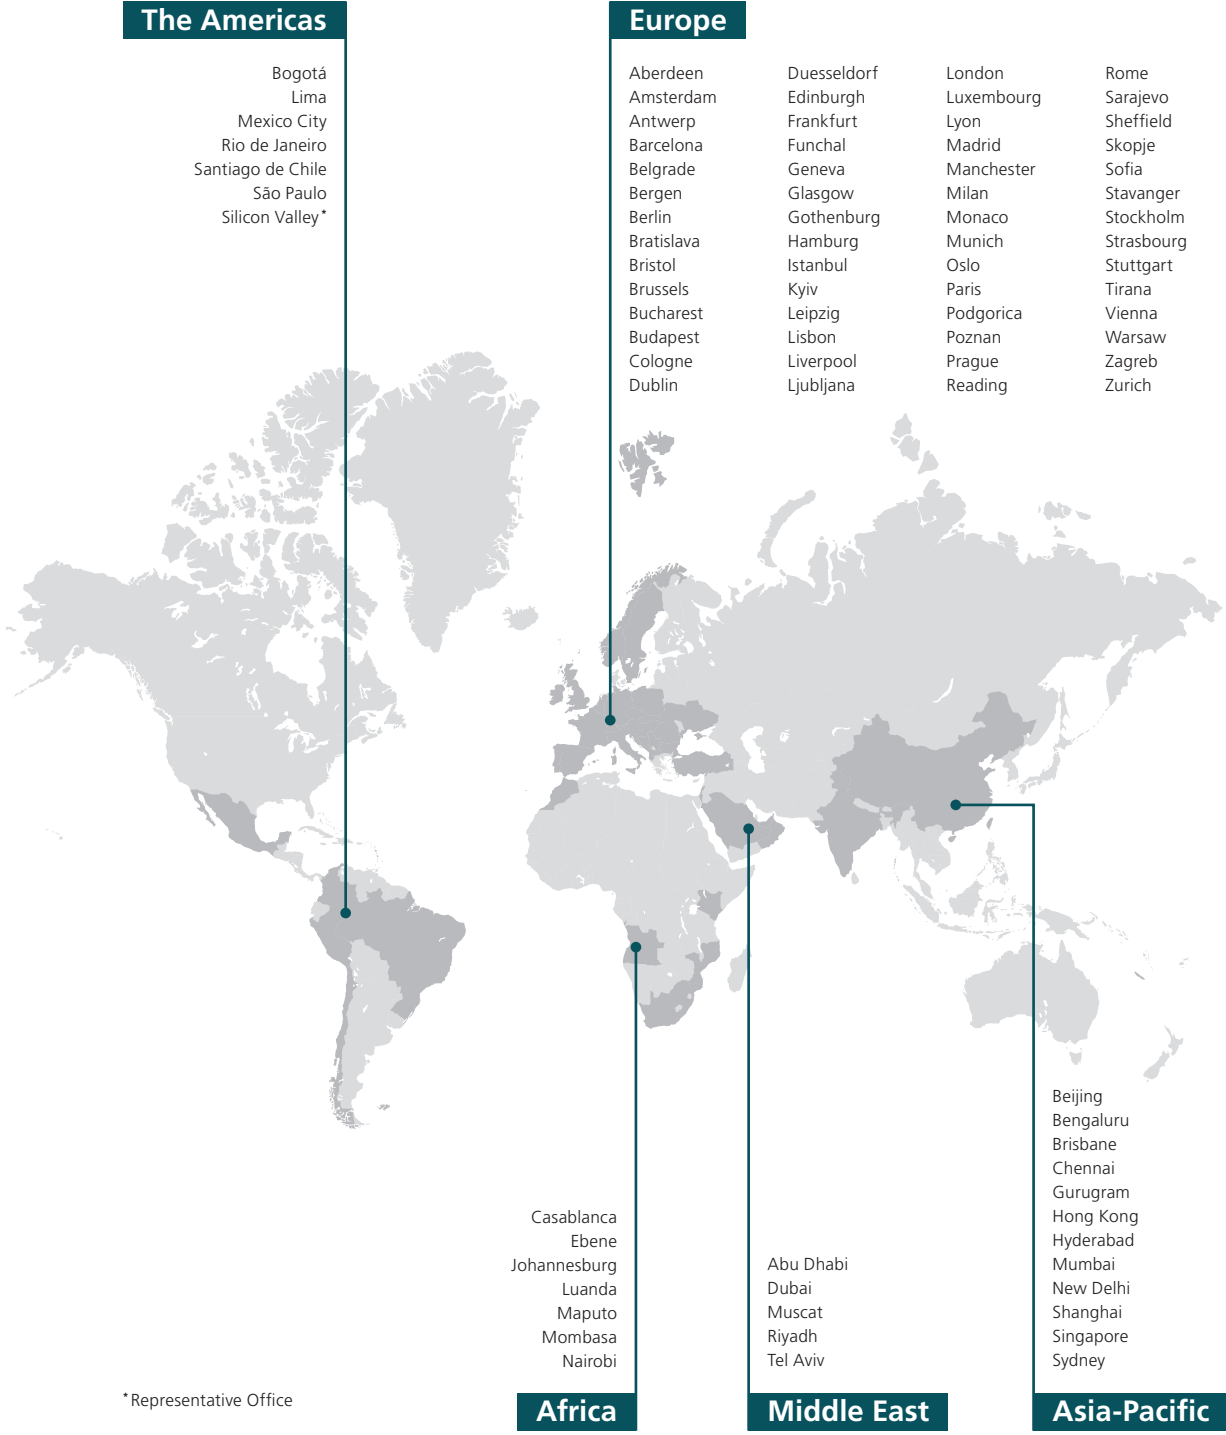 The Americas
Bogotá
Lima
Mexico City
Rio de Janeiro
Santiago de Chile
São Paulo
Silicon Valley*
Europe
Aberdeen
Amsterdam
Antwerp
Barcelona
Belgrade
Bergen
Berlin
Bratislava
Bristol
Brussels
Bucharest
Budapest
Cologne
Dublin
Duesseldorf
Edinburgh
Frankfurt
Funchal
Geneva
Glasgow
Gothenburg
Hamburg
Istanbul
Kyiv
Leipzig
Lisbon
Liverpool
Ljubljana
London
Luxembourg
Lyon
Madrid
Manchester
Milan
Monaco
Munich
Oslo
Paris
Podgorica
Poznan
Prague
Reading
Rome
Sarajevo
Sheffield
Skopje
Sofia
Stavanger
Stockholm
Strasbourg
Stuttgart
Tirana
Vienna
Warsaw
Zagreb
Zurich
Casablanca
Ebene
Johannesburg
Luanda
Maputo
Mombasa
Nairobi
Africa
Abu Dhabi
Dubai
Muscat
Riyadh
Tel Aviv
Middle East
Beijing
Bengaluru
Brisbane
Chennai
Gurugram
Hong Kong
Hyderabad
Mumbai
New Delhi
Shanghai
Singapore
Sydney
Asia-Pacific
*Representative Office